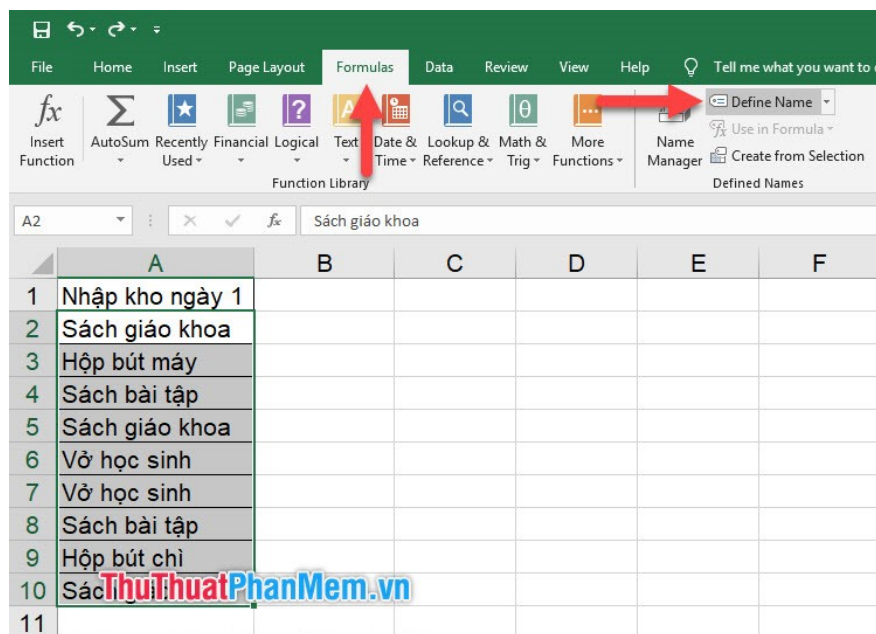 File Home Insert Page Layout Formulas Data Review View Help Tell me what you want to
fx Σ ? A θ ...
Insert Function AutoSum Recently Used Financial Logical Text Date & Time Lookup & Reference Math & Trig More Functions Name Manager
Define Name
Use in Formula
Create from Selection
Function Library Defined Names
A2 fx Sách giáo khoa
A B C D E F
1 Nhập kho ngày 1
2 Sách giáo khoa
3 Hộp bút máy
4 Sách bài tập
5 Sách giáo khoa
6 Vở học sinh
7 Vở học sinh
8 Sách bài tập
9 Hộp bút chì
10
ThuThuatPhanMem.vn
11